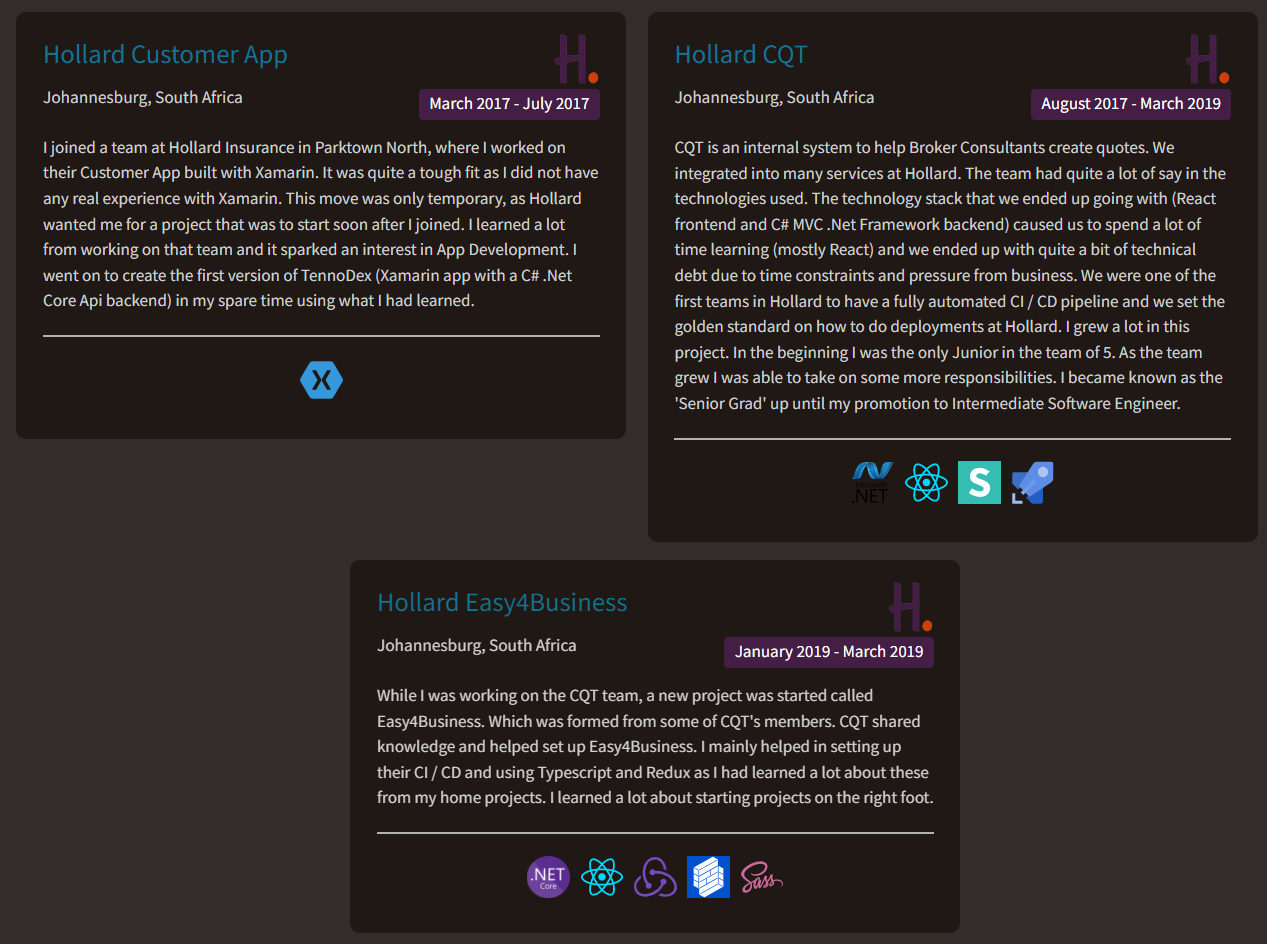 Hollard Customer App
H.
Johannesburg, South Africa
March 2017 - July 2017
I joined a team at Hollard Insurance in Parktown North, where I worked on
their Customer App built with Xamarin. It was quite a tough fit as I did not have
any real experience with Xamarin. This move was only temporary, as Hollard
wanted me for a project that was to start soon after I joined. I learned a lot
from working on that team and it sparked an interest in App Development. I
went on to create the first version of TennoDex (Xamarin app with a C# .Net
Core Api backend) in my spare time using what I had learned.
X
Hollard CQT
H.
Johannesburg, South Africa
August 2017 - March 2019
CQT is an internal system to help Broker Consultants create quotes. We
integrated into many services at Hollard. The team had quite a lot of say in the
technologies used. The technology stack that we ended up going with (React
frontend and C# MVC .Net Framework backend) caused us to spend a lot of
time learning (mostly React) and we ended up with quite a bit of technical
debt due to time constraints and pressure from business. We were one of the
first teams in Hollard to have a fully automated CI / CD pipeline and we set the
golden standard on how to do deployments at Hollard. I grew a lot in this
project. In the beginning I was the only Junior in the team of 5. As the team
grew I was able to take on some more responsibilities. I became known as the
'Senior Grad' up until my promotion to Intermediate Software Engineer.
Microsoft
.NET
S
Hollard Easy4Business
H.
Johannesburg, South Africa
January 2019 - March 2019
While I was working on the CQT team, a new project was started called
Easy4Business. Which was formed from some of CQT's members. CQT shared
knowledge and helped set up Easy4Business. I mainly helped in setting up
their CI / CD and using Typescript and Redux as I had learned a lot about these
from my home projects. I learned a lot about starting projects on the right foot.
.NET
Core
Sass